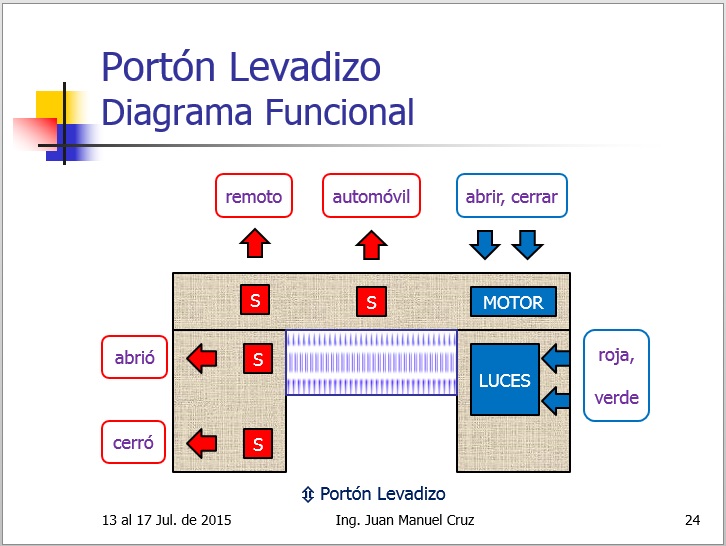 Portón Levadizo
Diagrama Funcional
remoto
automóvil
abrir, cerrar
S
S
MOTOR
abrió
S
LUCES
roja,
verde
cerró
S
Portón Levadizo
13 al 17 Jul. de 2015
Ing. Juan Manuel Cruz
24